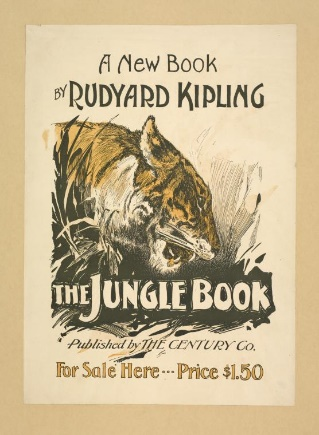 A New Book
BY RUDYARD KIPLING
THE JUNGLE BOOK
Published by THE CENTURY Co.
For Sale Here --- Price $1.50